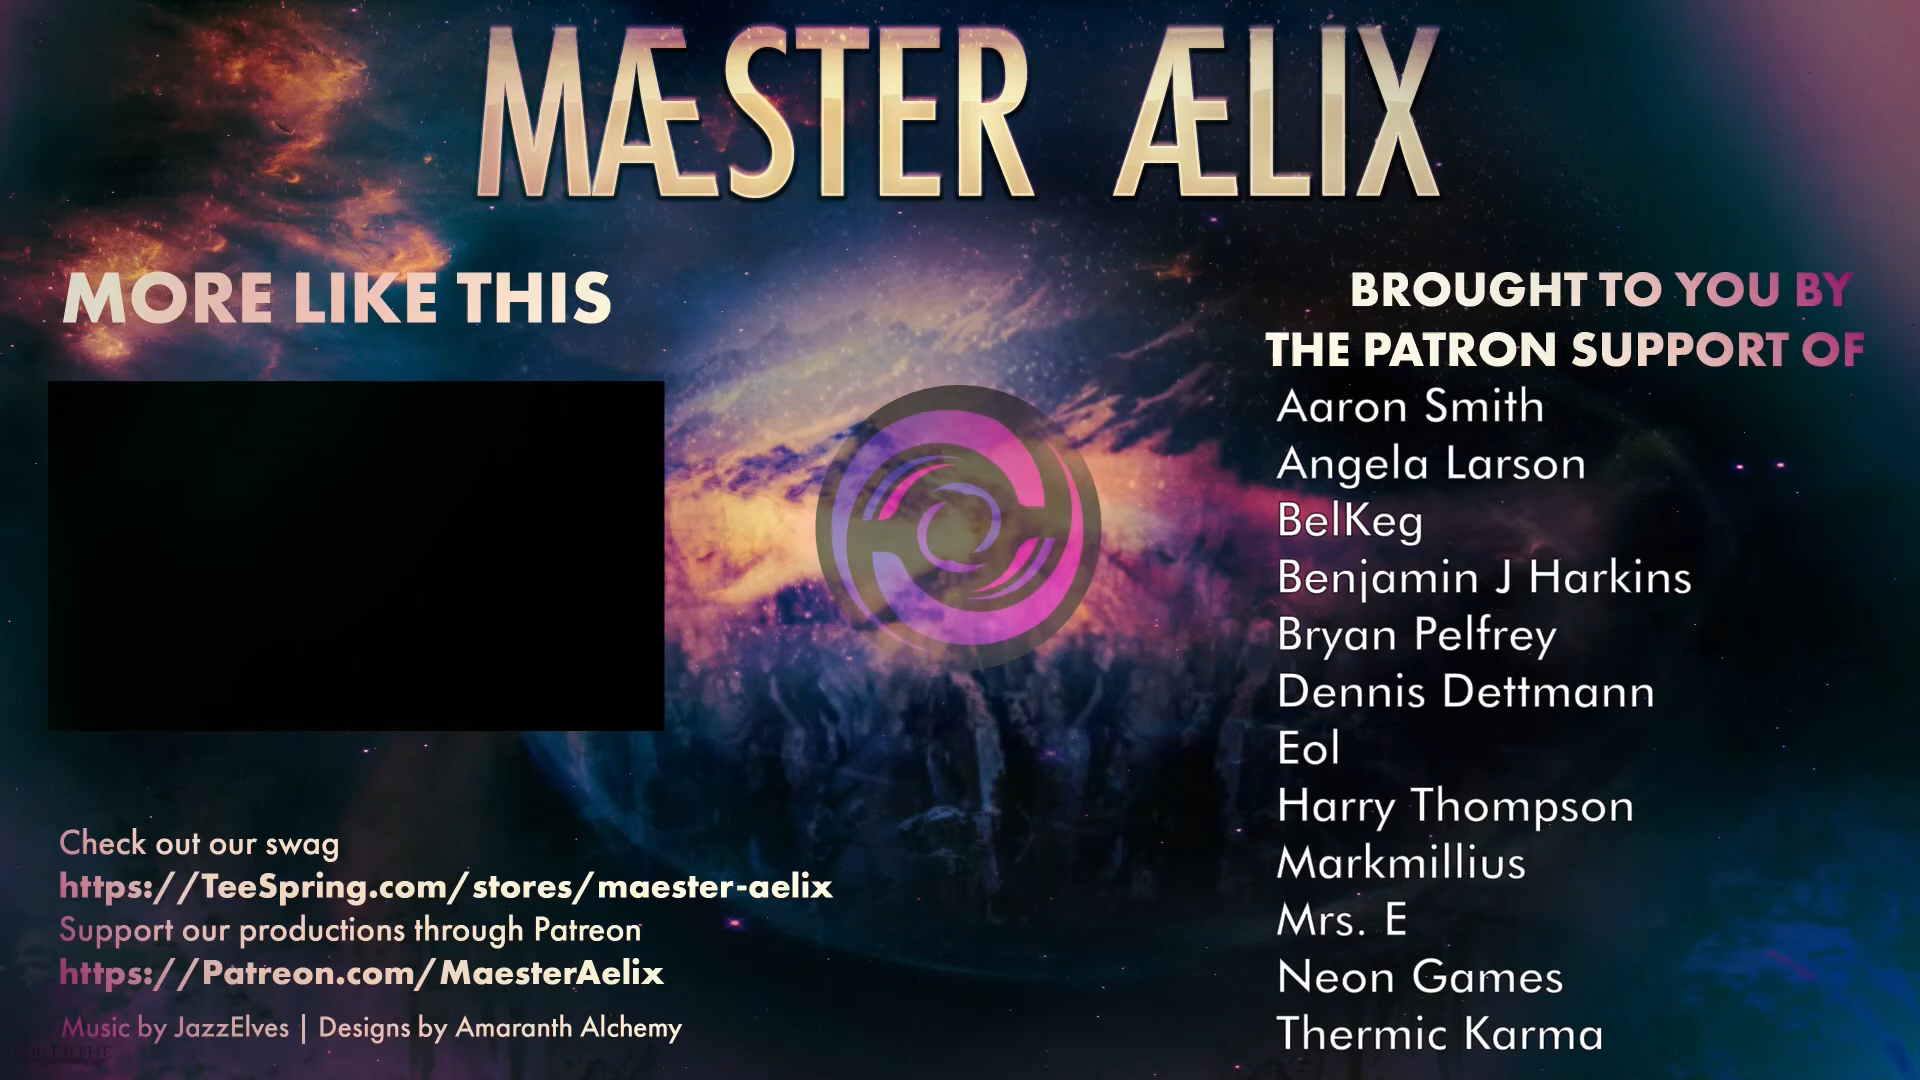 MÆSTER ÆLIX
MORE LIKE THIS
BROUGHT TO YOU BY
THE PATRON SUPPORT OF
Aaron Smith
Angela Larson
BelKeg
Benjamin J Harkins
Bryan Pelfrey
Dennis Dettmann
Eol
Harry Thompson
Markmillius
Mrs. E
Neon Games
Thermic Karma
Check out our swag
https://TeeSpring.com/stores/maester-aelix
Support our productions through Patreon
https://Patreon.com/MaesterAelix
Music by JazzElves | Designs by Amaranth Alchemy